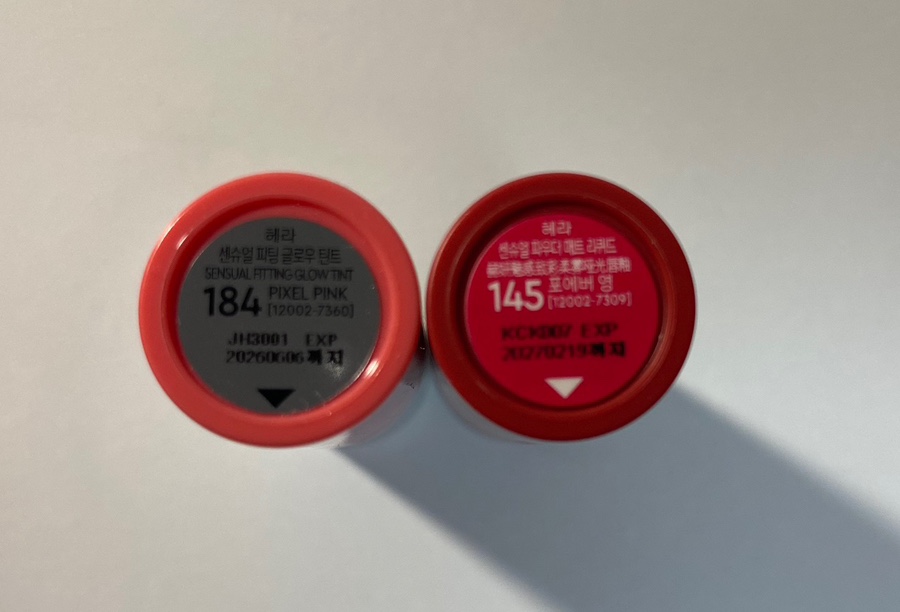 헤라
센슈얼 피팅 글로우 틴트
SENSUAL FITTING GLOW TINT
184 PIXEL PINK
[12002-7360]
JH3001 EXP
20260606까지
헤라
센슈얼 파우더 매트 리퀴드
145 포에버 영
[12002-7309]
KCK007 EXP
20270219까지